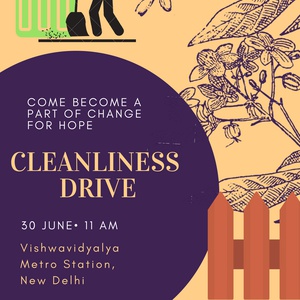 COME BECOME A
PART OF CHANGE
FOR HOPE
CLEANLINESS
DRIVE
30 JUNE• 11 AM
Vishwavidyalya
Metro Station,
New Delhi